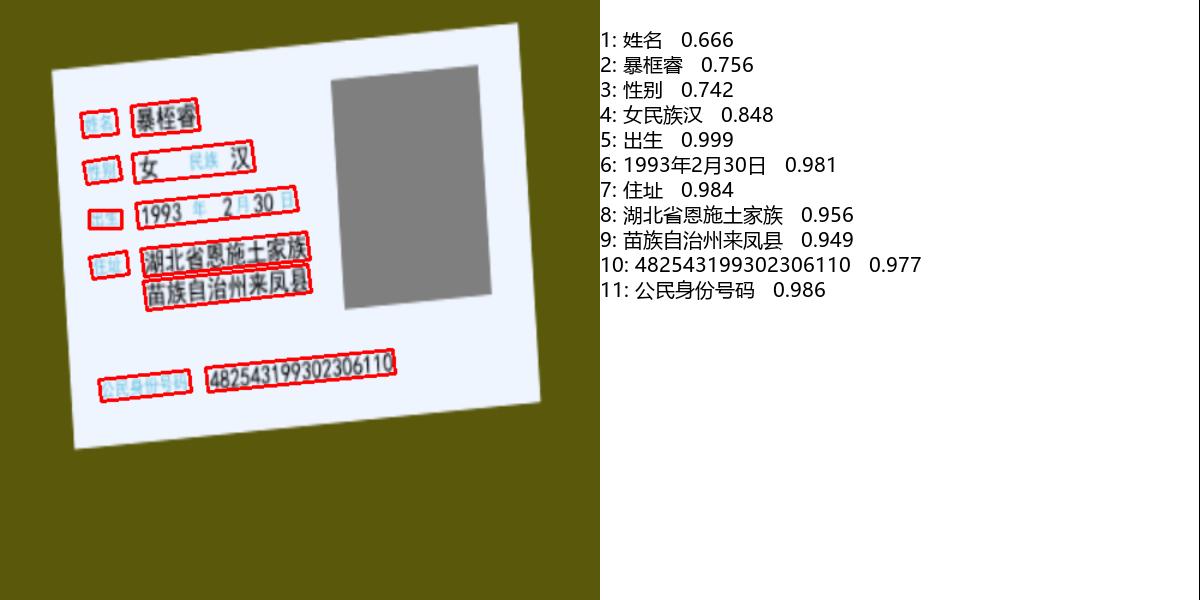 姓名 暴桎睿
性别 女 民族 汉
出生 1993 年 2 月 30 日
住址 湖北省恩施土家族
苗族自治州来凤县
公民身份号码 482543199302306110
1: 姓名 0.666
2: 暴框睿 0.756
3: 性别 0.742
4: 女民族汉 0.848
5: 出生 0.999
6: 1993年2月30日 0.981
7: 住址 0.984
8: 湖北省恩施土家族 0.956
9: 苗族自治州来凤县 0.949
10: 482543199302306110 0.977
11: 公民身份号码 0.986